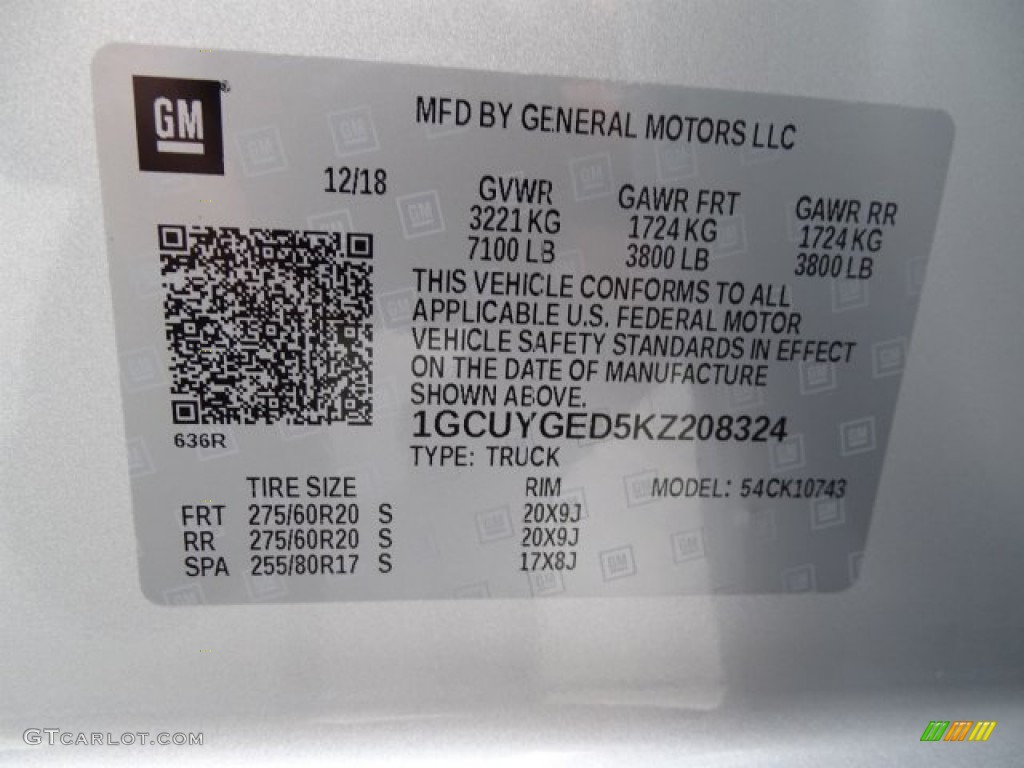 GM
MFD BY GENERAL MOTORS LLC
12/18
GVWR GAWR FRT GAWR RR
3221 KG 1724 KG 1724 KG
7100 LB 3800 LB 3800 LB
THIS VEHICLE CONFORMS TO ALL
APPLICABLE U.S. FEDERAL MOTOR
VEHICLE SAFETY STANDARDS IN EFFECT
ON THE DATE OF MANUFACTURE
SHOWN ABOVE.
1GCUYGED5KZ208324
636R
TYPE: TRUCK
TIRE SIZE RIM MODEL: 54CK10743
FRT 275/60R20 S 20X9J
RR 275/60R20 S 20X9J
SPA 255/80R17 S 17X8J
GTCARLOT.COM